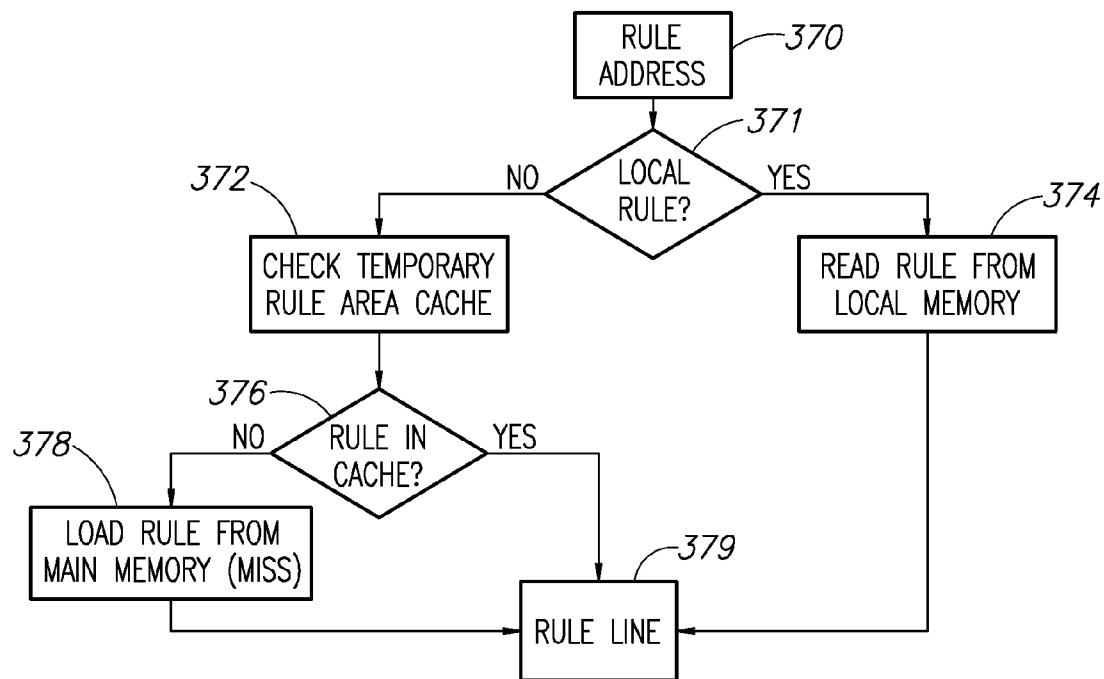 RULE
ADDRESS
370
371
LOCAL
RULE?
NO
YES
372
CHECK TEMPORARY
RULE AREA CACHE
374
READ RULE FROM
LOCAL MEMORY
376
RULE IN
CACHE?
NO
YES
378
LOAD RULE FROM
MAIN MEMORY (MISS)
379
RULE LINE